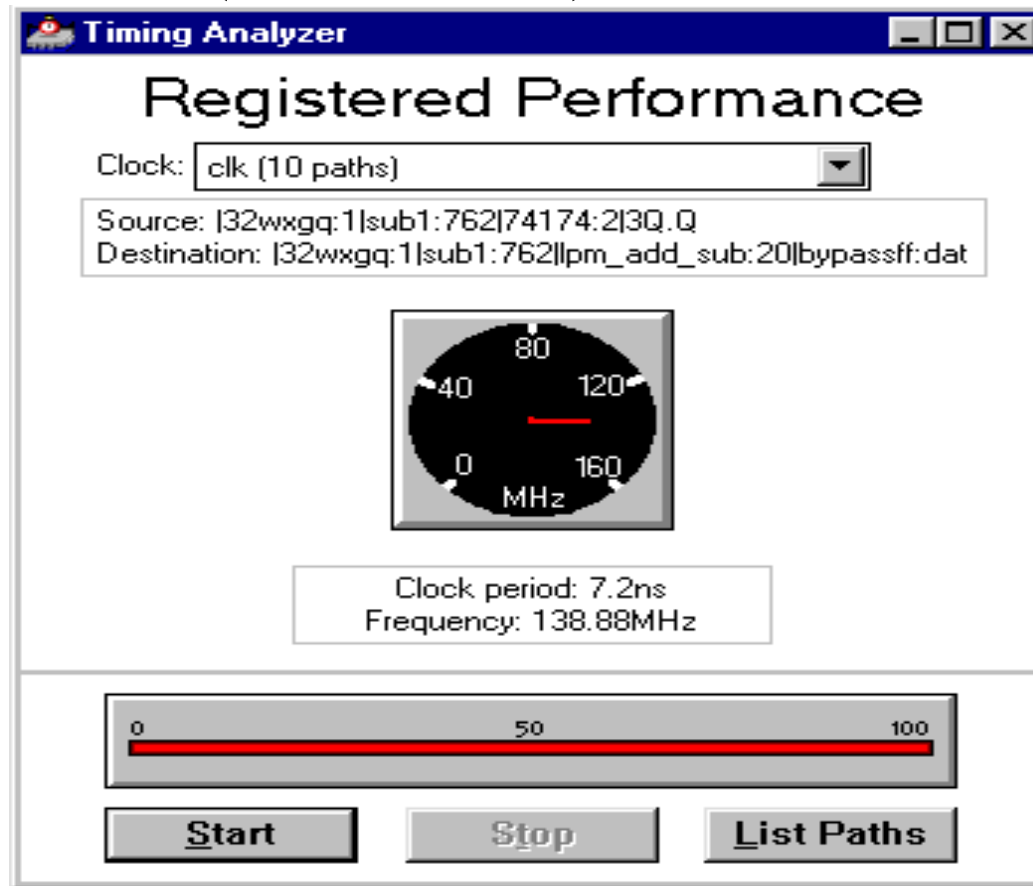 Timing Analyzer
Registered Performance
Clock: clk (10 paths)
Source: |32wxgq:1|sub1:762|74174:2|3Q.Q
Destination: |32wxgq:1|sub1:762|lpm_add_sub:20|bypassff:dat
80
40 120
0 160
MHz
Clock period: 7.2ns
Frequency: 138.88MHz
0 50 100
Start Stop List Paths